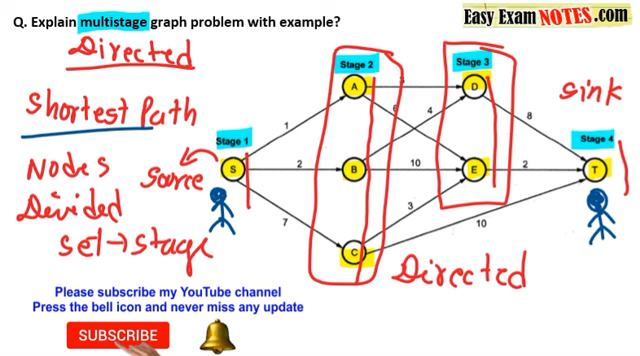 Q. Explain multistage graph problem with example?
Easy Exam NOTES .com
Directed
Shortest Path
Nodes
Divided
Set → stage
Source
Sink
Stage 1
Stage 2
Stage 3
Stage 4
S
A
B
C
D
E
T
1
2
7
6
4
10
3
8
2
10
Directed
Please subscribe my YouTube channel
Press the bell icon and never miss any update
SUBSCRIBE